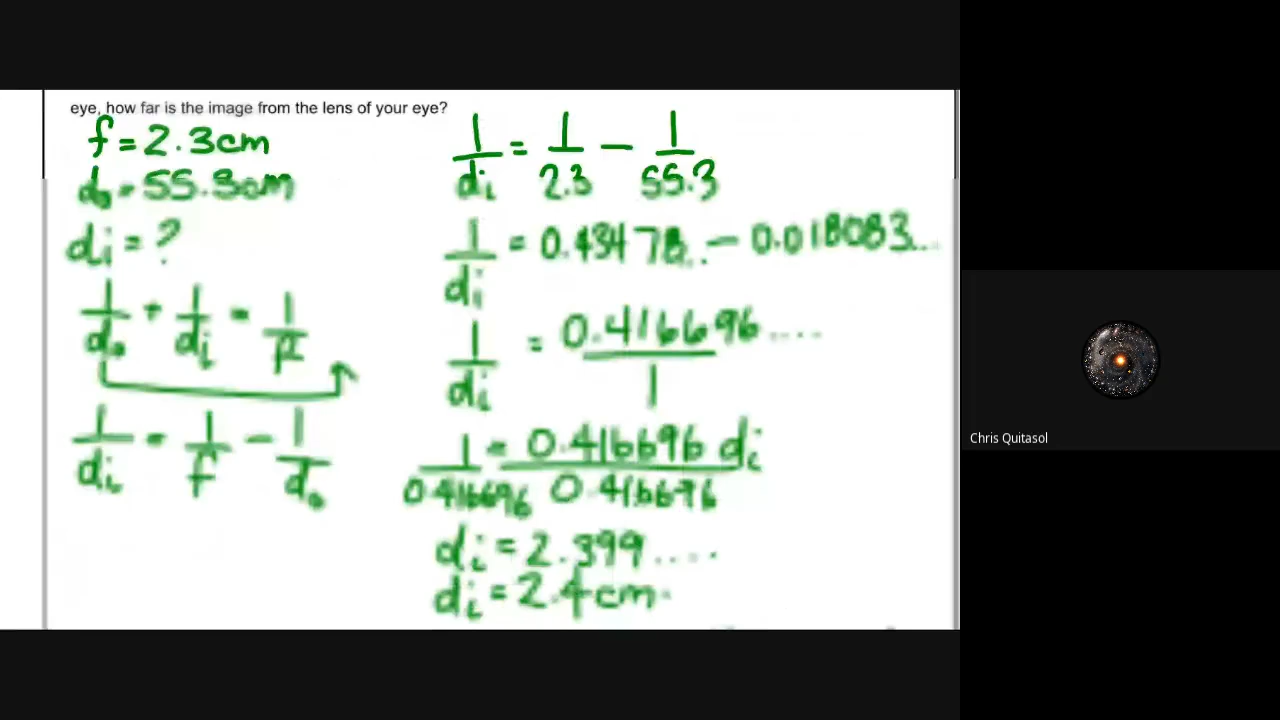 eye, how far is the image from the lens of your eye?
f = 2.3cm
do = 55.3cm
di = ?
1/do + 1/di = 1/f
1/di = 1/f - 1/do
1/di = 1/2.3 - 1/55.3
1/di = 0.43478.. - 0.018083...
1/di = 0.416696..../1
1/0.416696 = 0.416696 di/0.416696
di = 2.399....
di = 2.4cm.
Chris Quitasol